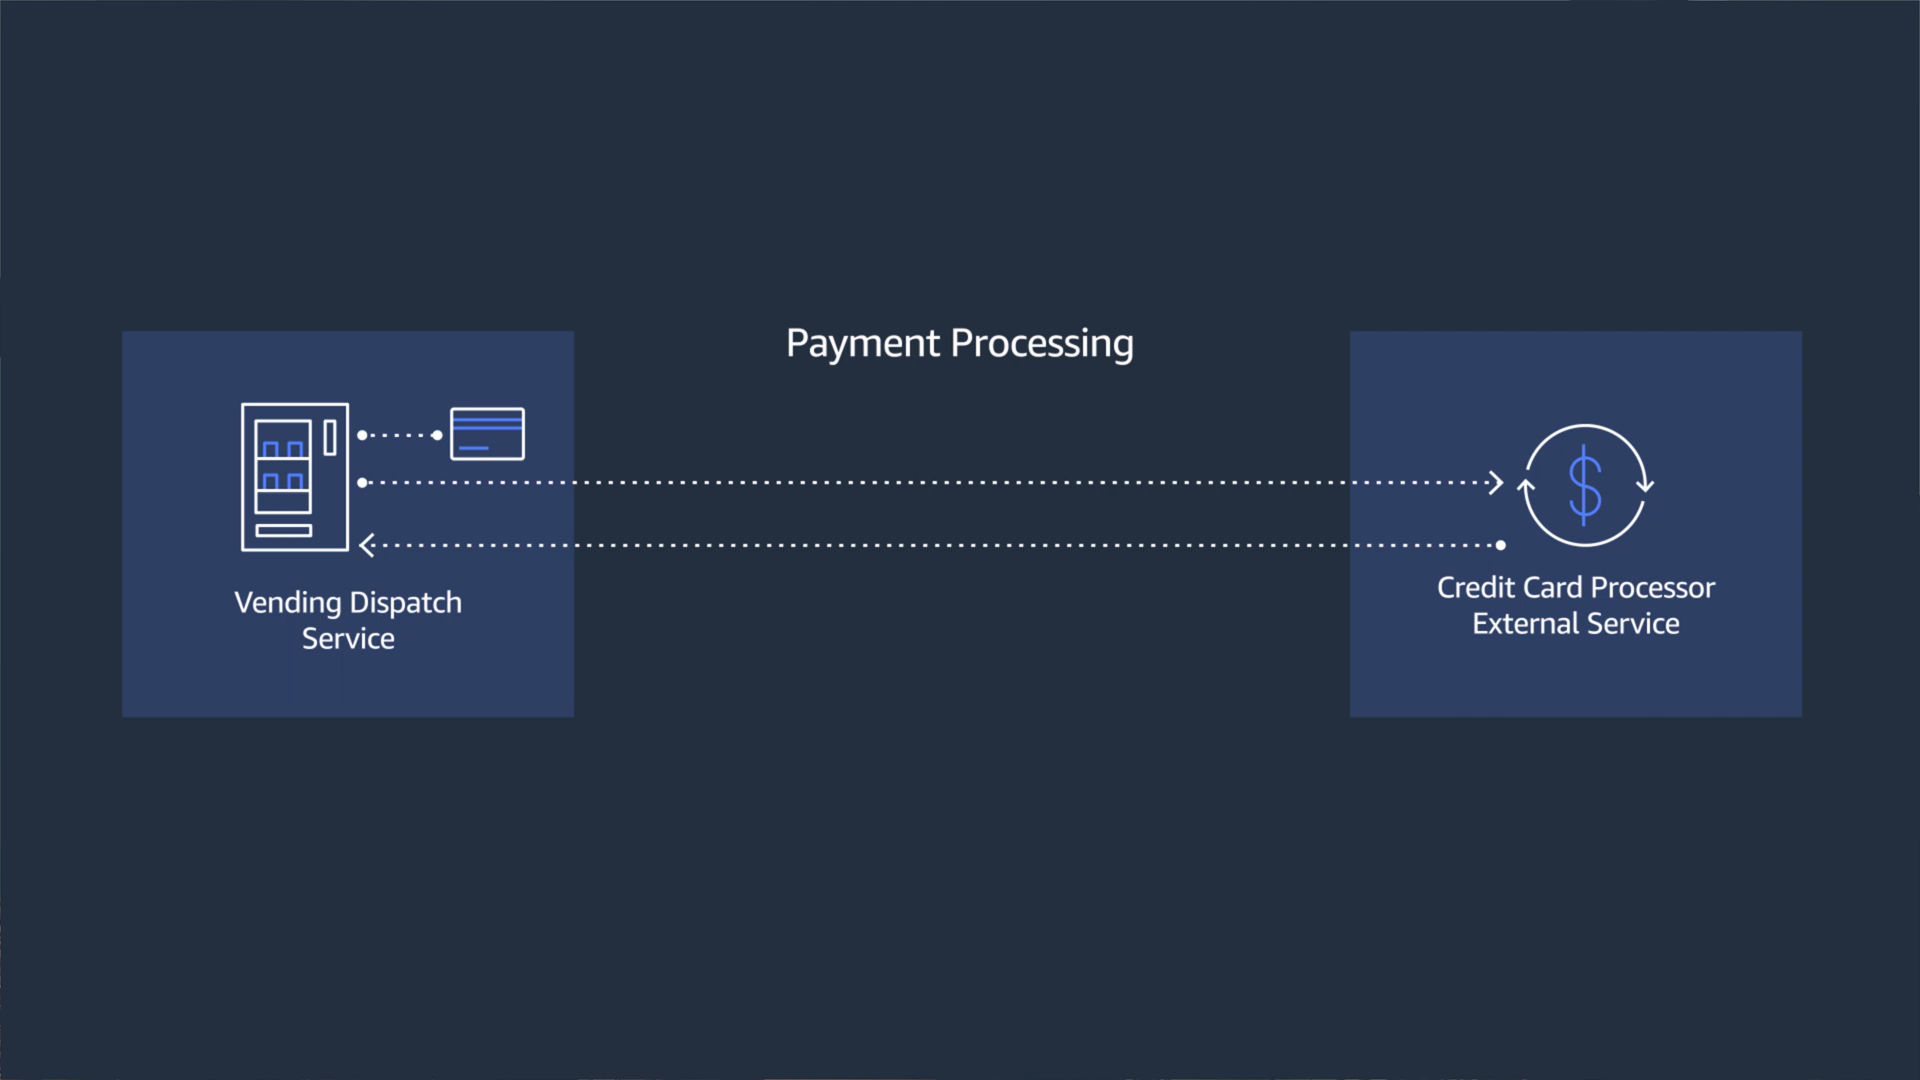 Payment Processing
Vending Dispatch
Service
Credit Card Processor
External Service